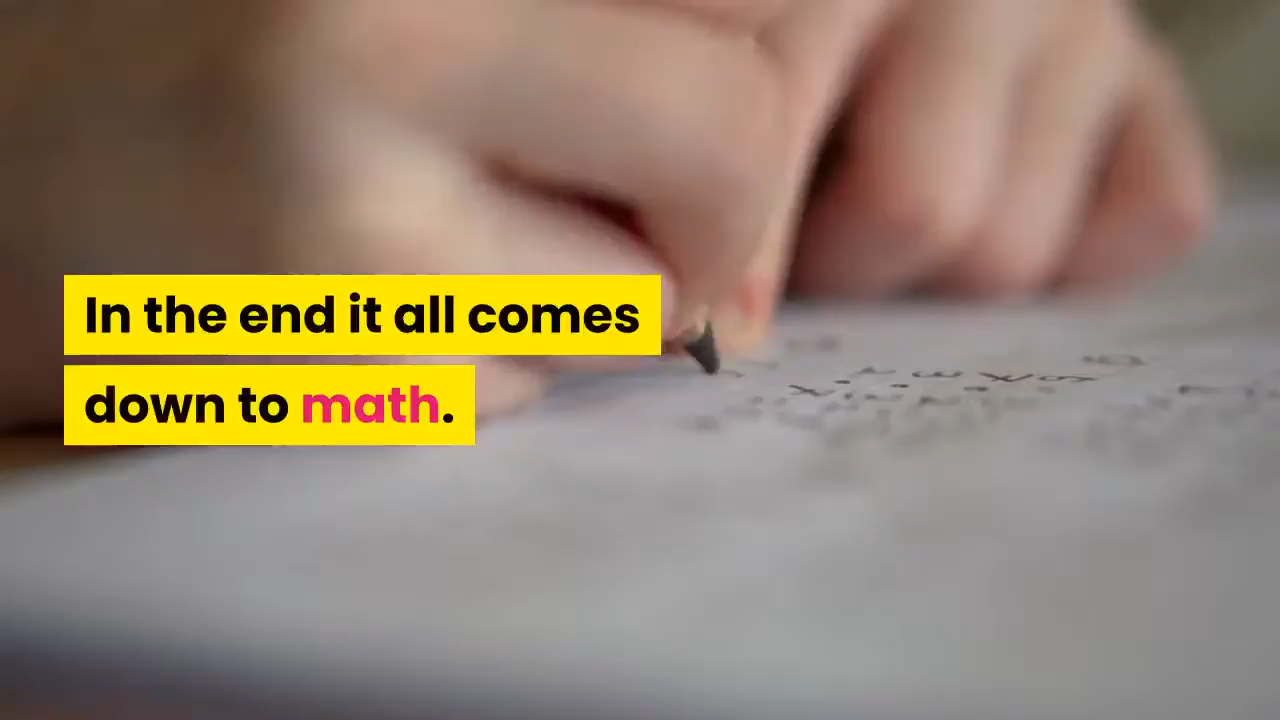 In the end it all comes
down to math.